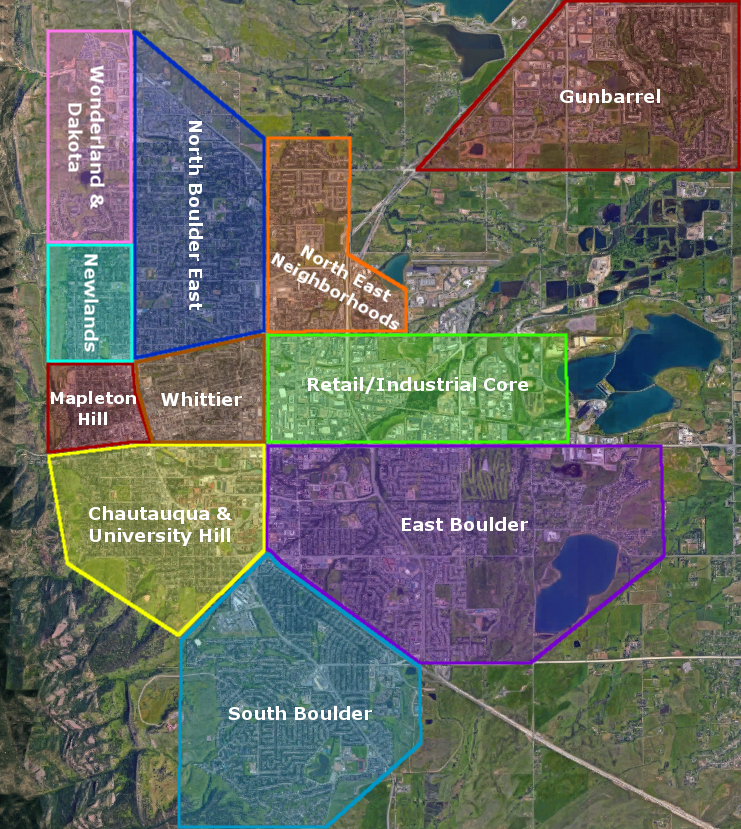 Gunbarrel
Wonderland &
Dakota
North Boulder East
North East
Neighborhoods
Newlands
Mapleton
Hill
Whittier
Retail/Industrial Core
Chautauqua &
University Hill
East Boulder
South Boulder